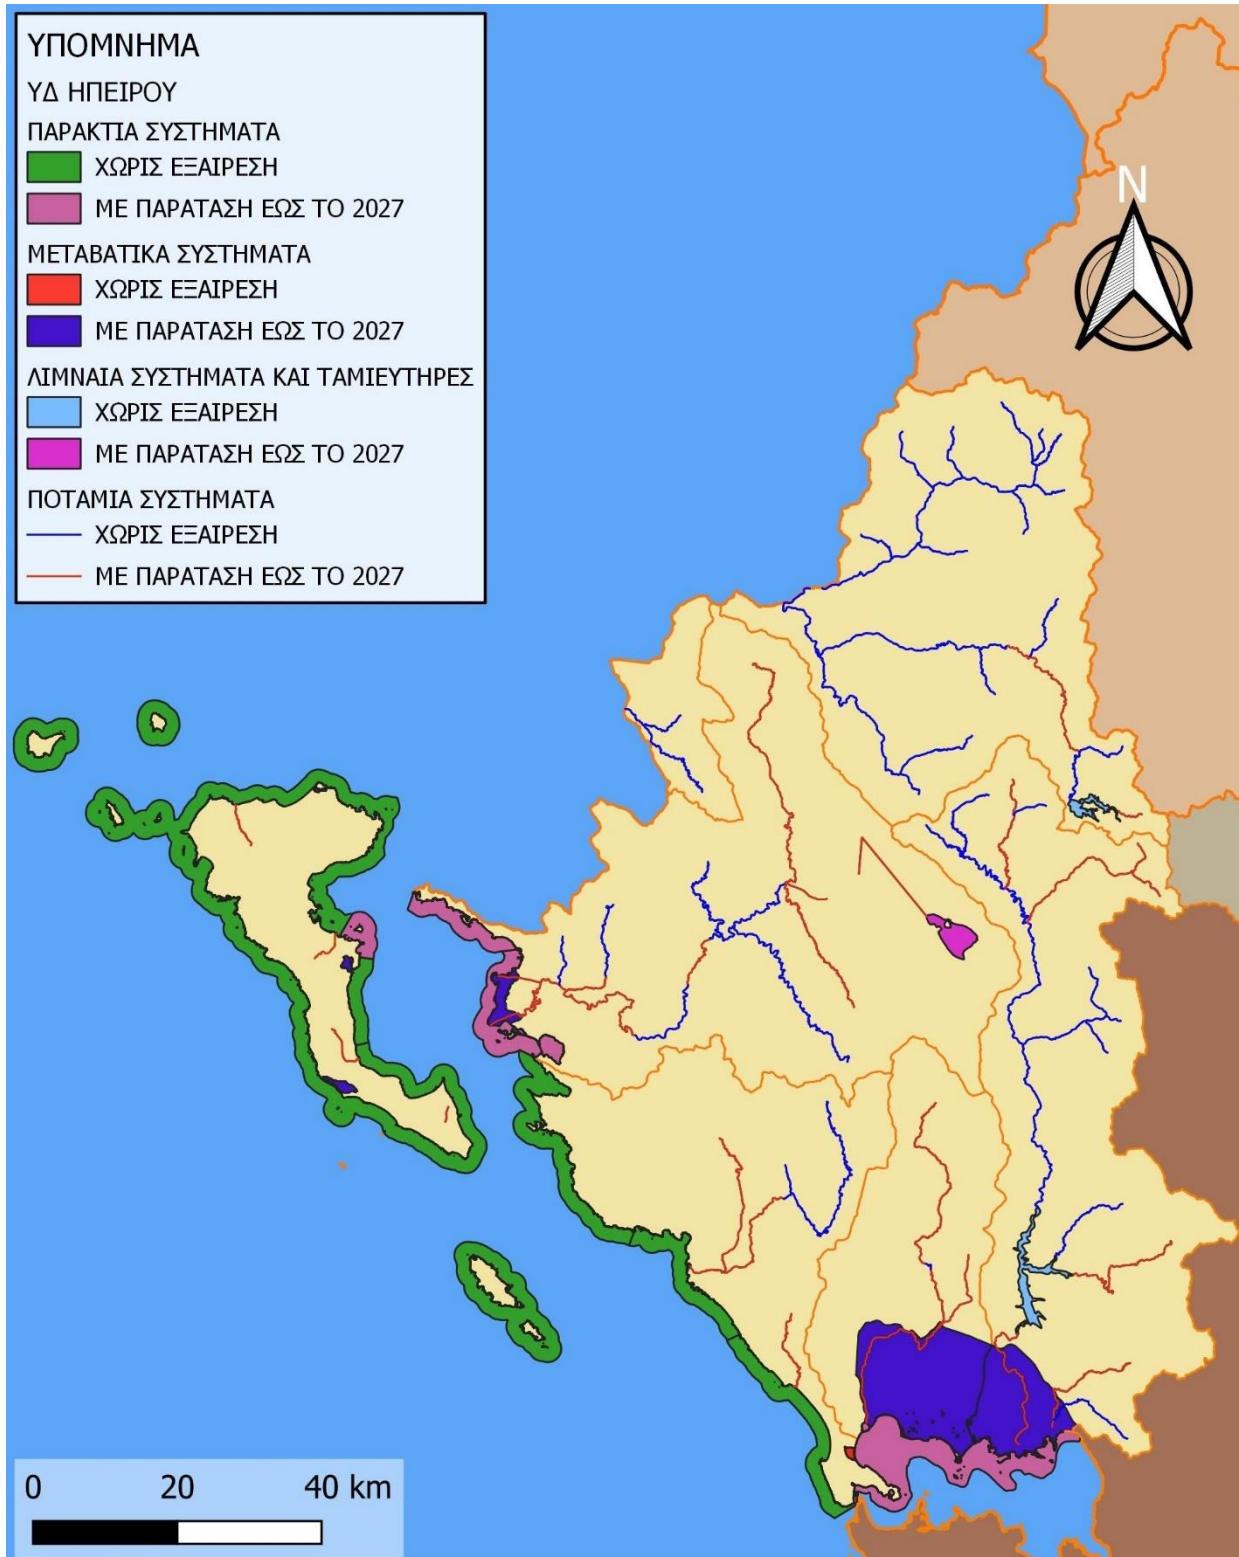 ΥΠΟΜΝΗΜΑ
ΥΔ ΗΠΕΙΡΟΥ
ΠΑΡΑΚΤΙΑ ΣΥΣΤΗΜΑΤΑ
ΧΩΡΙΣ ΕΞΑΙΡΕΣΗ
ΜΕ ΠΑΡΑΤΑΣΗ ΕΩΣ ΤΟ 2027
ΜΕΤΑΒΑΤΙΚΑ ΣΥΣΤΗΜΑΤΑ
ΧΩΡΙΣ ΕΞΑΙΡΕΣΗ
ΜΕ ΠΑΡΑΤΑΣΗ ΕΩΣ ΤΟ 2027
ΛΙΜΝΑΙΑ ΣΥΣΤΗΜΑΤΑ ΚΑΙ ΤΑΜΙΕΥΤΗΡΕΣ
ΧΩΡΙΣ ΕΞΑΙΡΕΣΗ
ΜΕ ΠΑΡΑΤΑΣΗ ΕΩΣ ΤΟ 2027
ΠΟΤΑΜΙΑ ΣΥΣΤΗΜΑΤΑ
ΧΩΡΙΣ ΕΞΑΙΡΕΣΗ
ΜΕ ΠΑΡΑΤΑΣΗ ΕΩΣ ΤΟ 2027
N
0 20 40 km